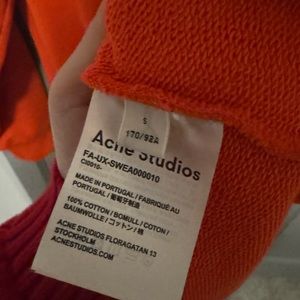 S
170/92A
Acne Studios
FA-UX-SWEA000010
CI0016-
MADE IN PORTUGAL / FABRIQUÉ AU
PORTUGAL / 葡萄牙制造
100% COTTON / BOMULL / COTON /
BAUMWOLLE / コットン / 棉
ACNE STUDIOS FLORAGATAN 13
STOCKHOLM
ACNESTUDIOS.COM